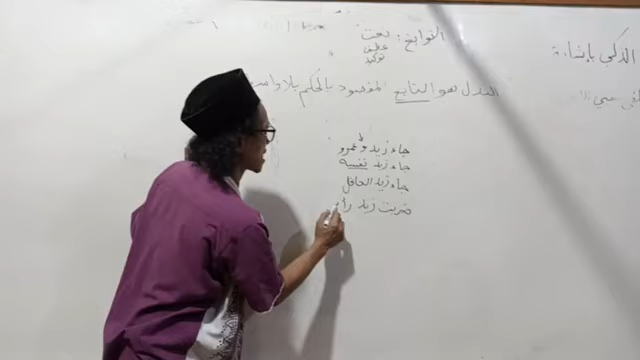 التوابع : نعت
عطف
توكيد
الذكي بإشارة
البدل هو التابع المقصود بالحكم بلا واسطة
جاء زيد وعمرو
جاء زيد نفسه
جاء زيد العاقل
ضربت زيد رأ